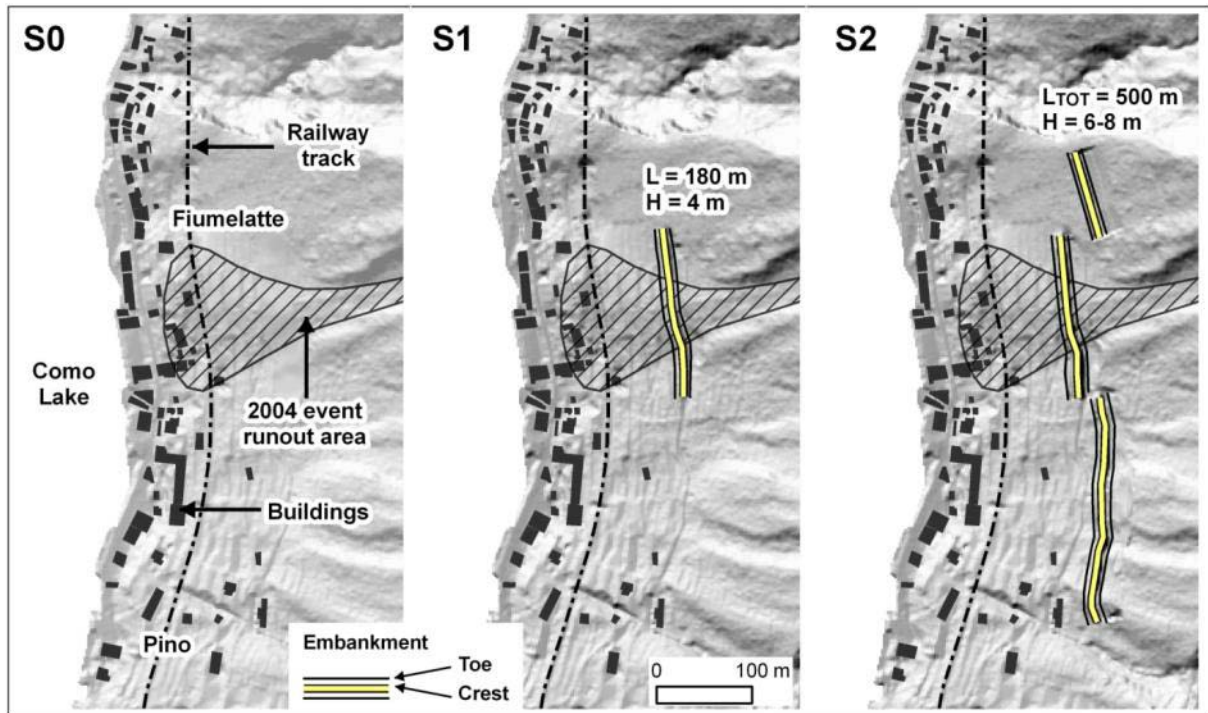 S0
S1
S2
Railway
track
Fiumelatte
Como
Lake
2004 event
runout area
Buildings
Pino
L = 180 m
H = 4 m
LTOT = 500 m
H = 6-8 m
Embankment
Toe
Crest
0
100 m